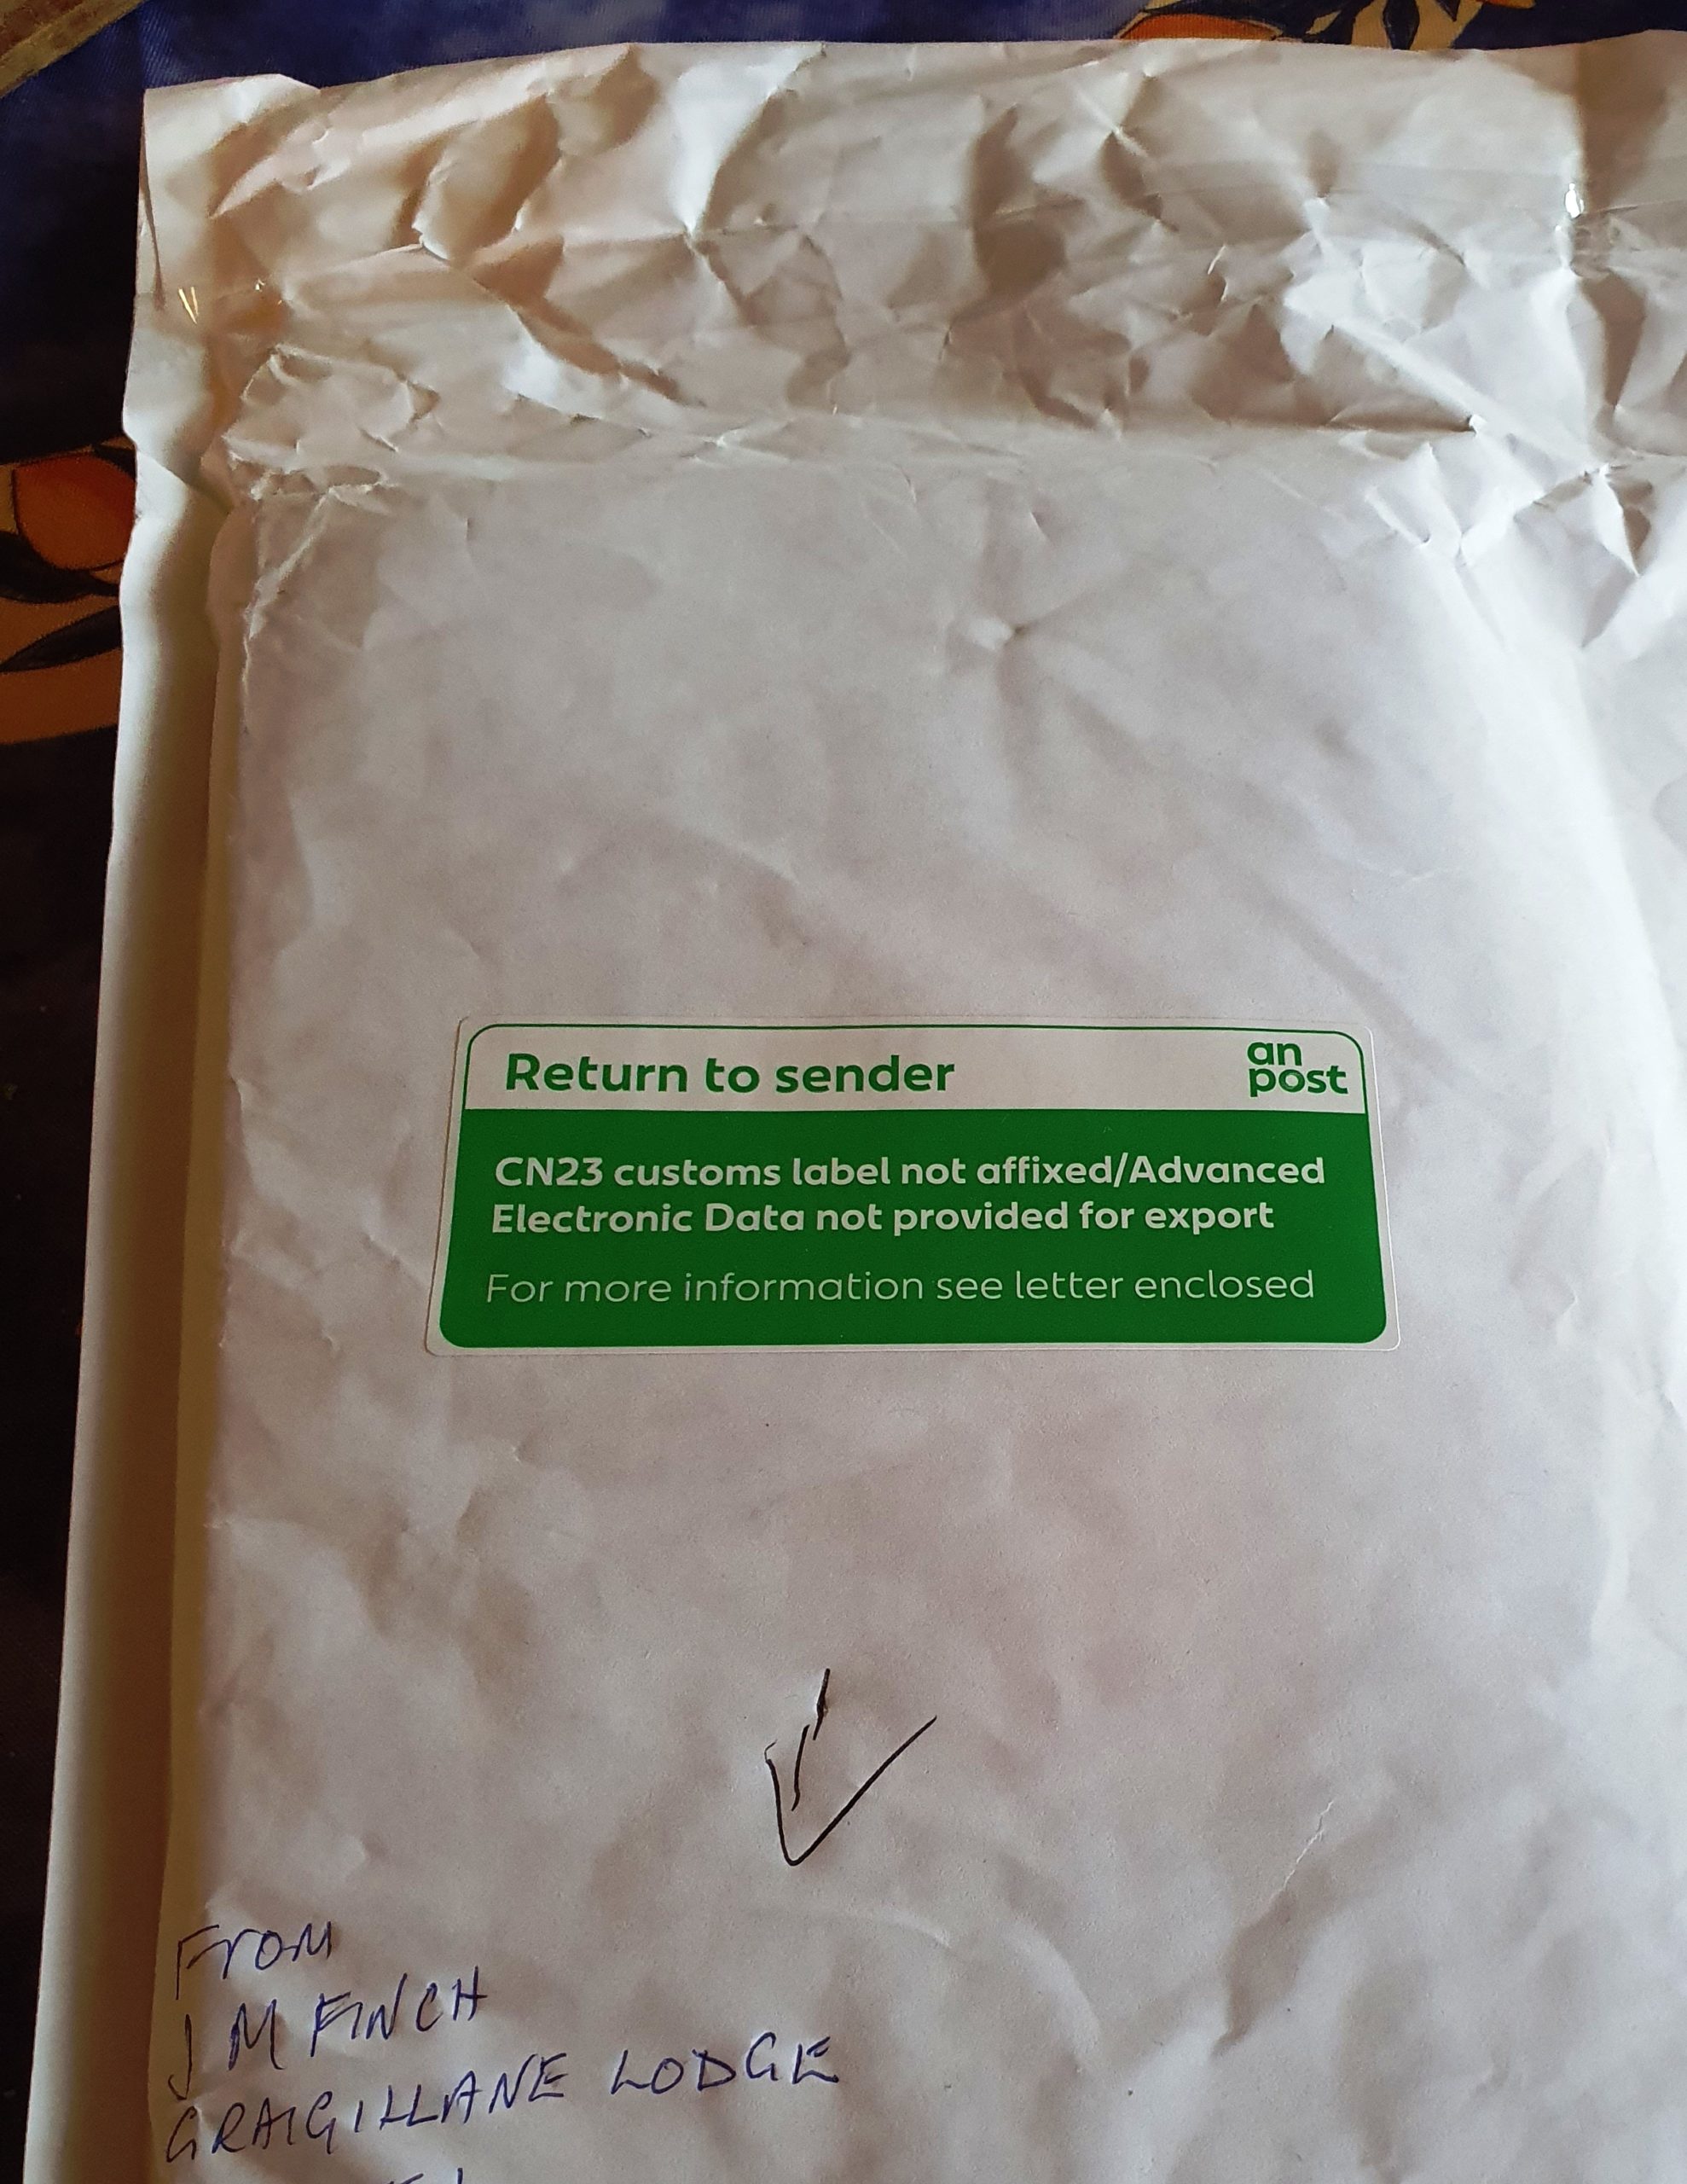 Return to sender
an
post
CN23 customs label not affixed/Advanced
Electronic Data not provided for export
For more information see letter enclosed
From
J M FINCH
GRAIGILLANE LODGE